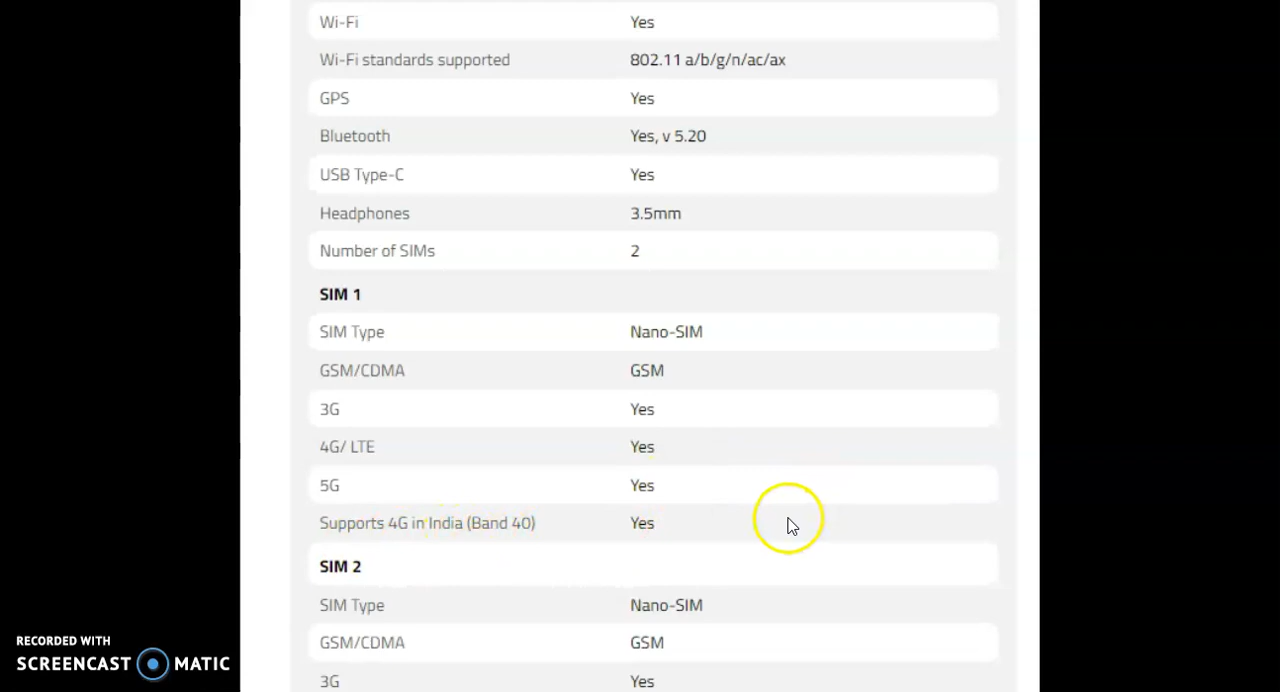 Wi-Fi Yes
Wi-Fi standards supported 802.11 a/b/g/n/ac/ax
GPS Yes
Bluetooth Yes, v 5.20
USB Type-C Yes
Headphones 3.5mm
Number of SIMs 2
SIM 1
SIM Type Nano-SIM
GSM/CDMA GSM
3G Yes
4G/ LTE Yes
5G Yes
Supports 4G in India (Band 40) Yes
SIM 2
SIM Type Nano-SIM
GSM/CDMA GSM
3G Yes
RECORDED WITH
SCREENCAST MATIC